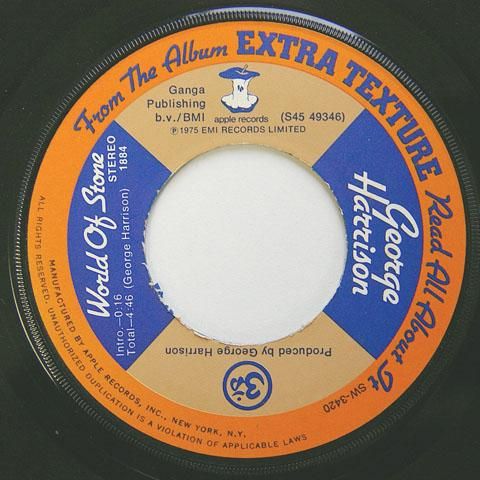 From The Album EXTRA TEXTURE Read All About It SW-3420
Ganga
Publishing
b.v./BMI
apple records
(S45 49346)
℗ 1975 EMI RECORDS LIMITED
World Of Stone
STEREO
1884
Intro.—0:16
Total—4:46 (George Harrison)
George
Harrison
Produced by George Harrison
MANUFACTURED BY APPLE RECORDS, INC., NEW YORK, N.Y.
ALL RIGHTS RESERVED. UNAUTHORIZED DUPLICATION IS A VIOLATION OF APPLICABLE LAWS